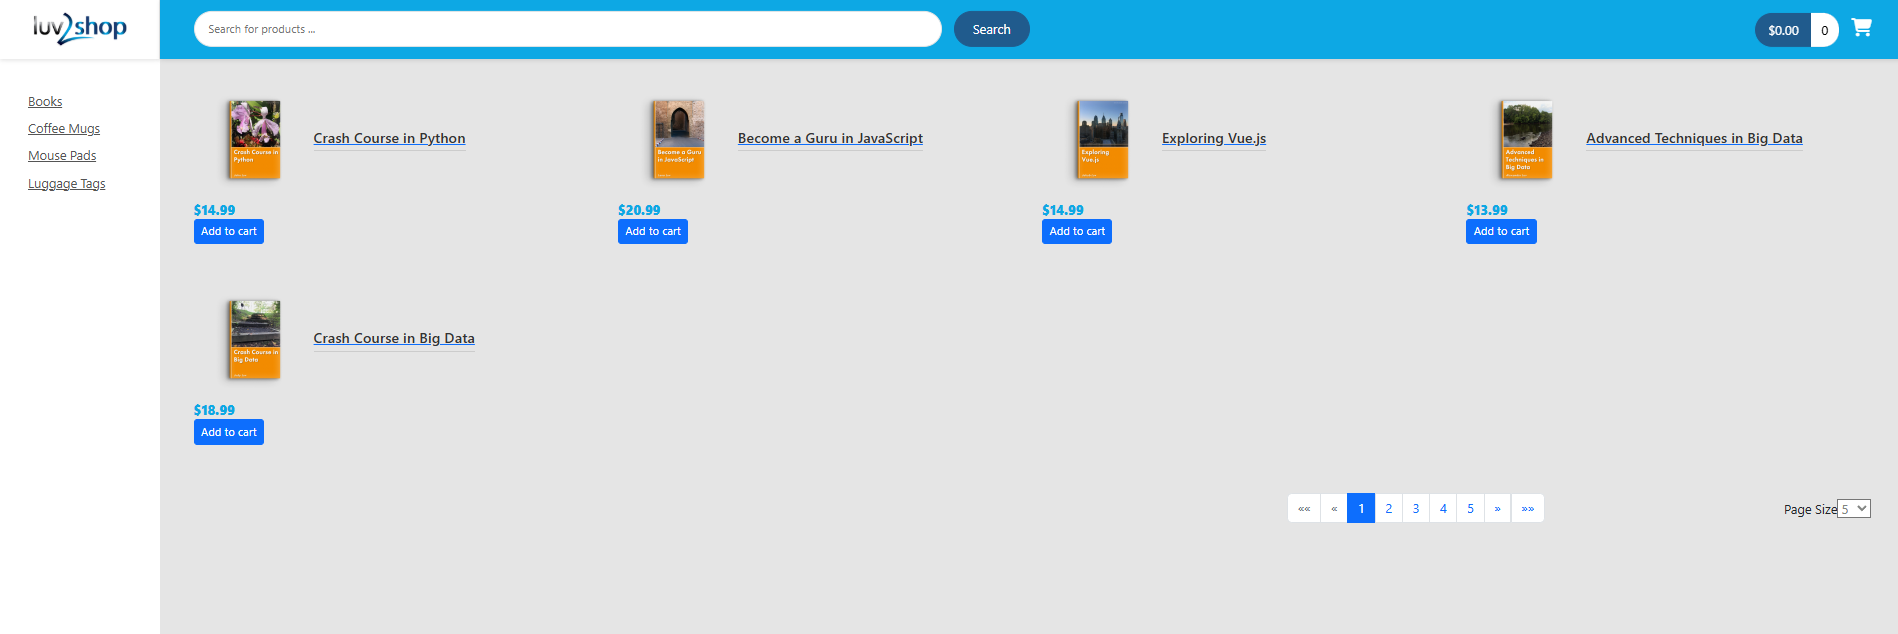 luv2shop
Search for products ...
Search
$0.00 0
Books
Coffee Mugs
Mouse Pads
Luggage Tags
Crash Course in Python
Crash Course in Python
$14.99
Add to cart
Become a Guru in JavaScript
Become a Guru in JavaScript
$20.99
Add to cart
Exploring Vue.js
Exploring Vue.js
$14.99
Add to cart
Advanced Techniques in Big Data
Advanced Techniques in Big Data
$13.99
Add to cart
Crash Course in Big Data
Crash Course in Big Data
$18.99
Add to cart
«« « 1 2 3 4 5 » »»
Page Size 5